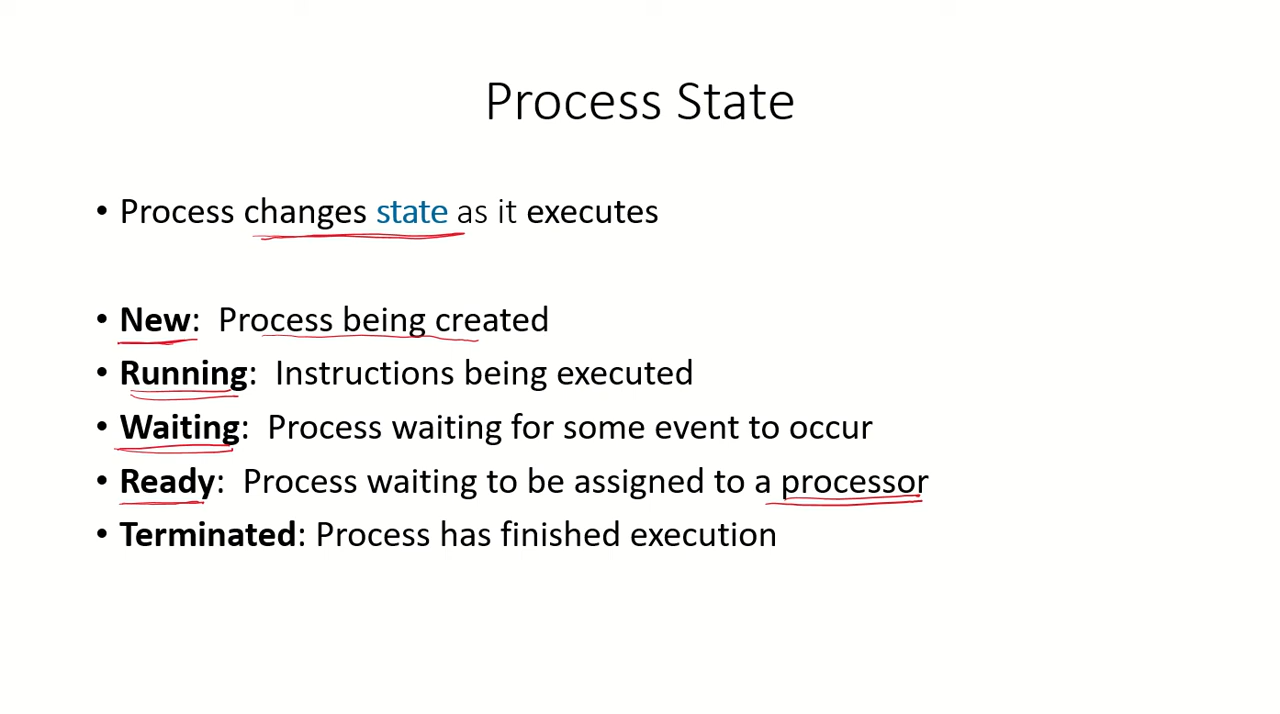 Process State
• Process changes state as it executes
• New: Process being created
• Running: Instructions being executed
• Waiting: Process waiting for some event to occur
• Ready: Process waiting to be assigned to a processor
• Terminated: Process has finished execution